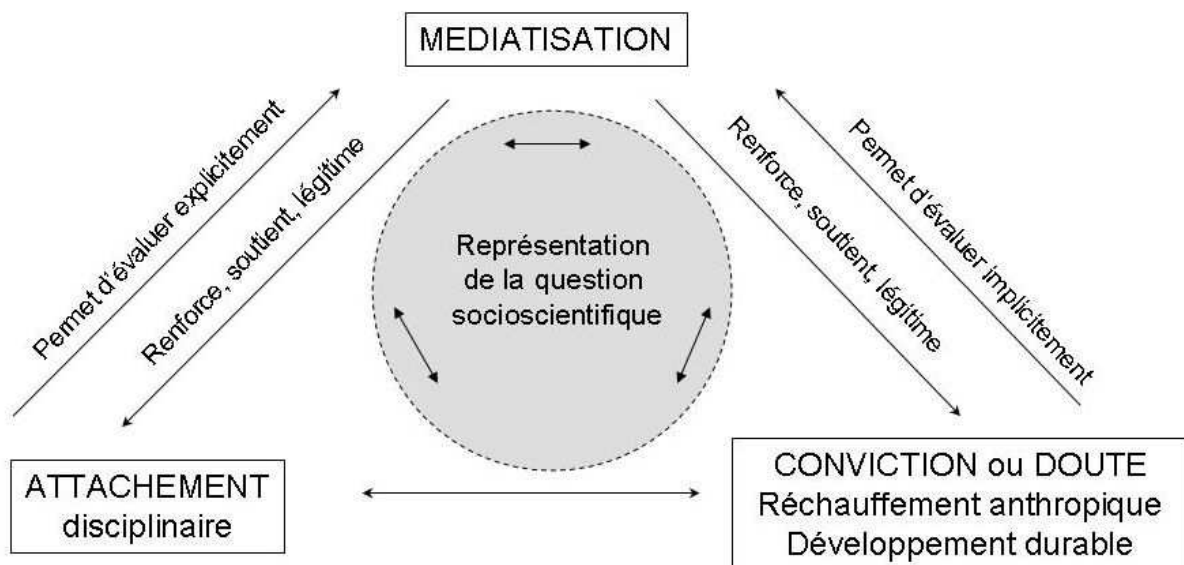 MEDIATISATION
Permet d'évaluer explicitement
Renforce, soutient, légitime
Représentation
de la question
socioscientifique
Renforce, soutient, légitime
Permet d'évaluer implicitement
ATTACHEMENT
disciplinaire
CONVICTION ou DOUTE
Réchauffement anthropique
Développement durable